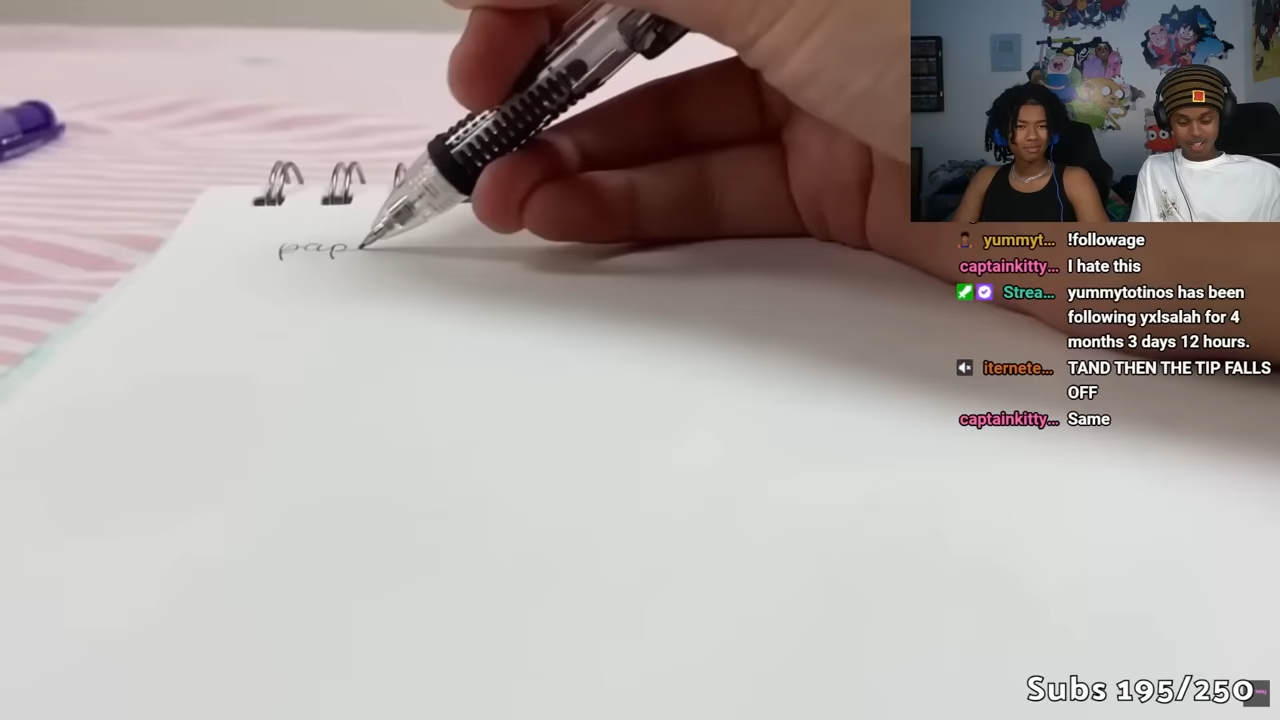 pap
yummyt... !followage
captainkitty... I hate this
Strea... yummytotinos has been
following yxlsalah for 4
months 3 days 12 hours.
iternete... TAND THEN THE TIP FALLS
OFF
captainkitty... Same
Subs 195/250